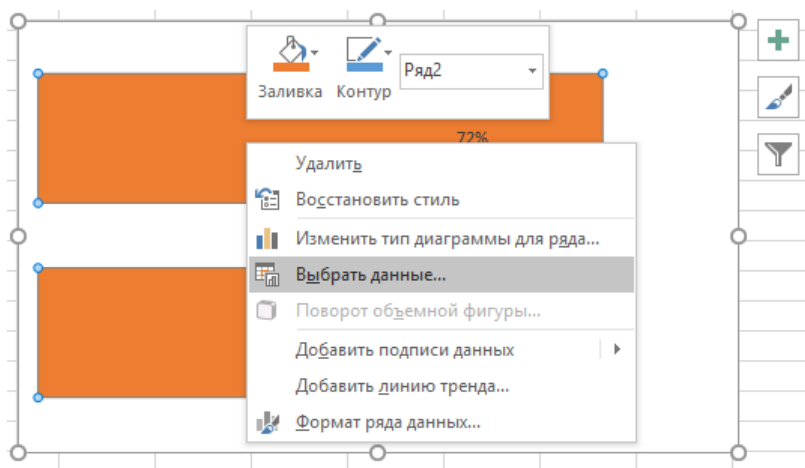 Заливка Контур
Ряд2
72%
Удалить
Восстановить стиль
Изменить тип диаграммы для ряда...
Выбрать данные...
Поворот объемной фигуры...
Добавить подписи данных
Добавить линию тренда...
Формат ряда данных...